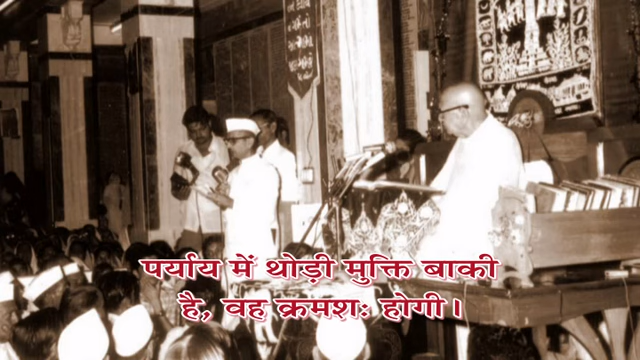 पर्याय में थोड़ी मुक्ति बाकी
है, वह क्रमशः होगी।